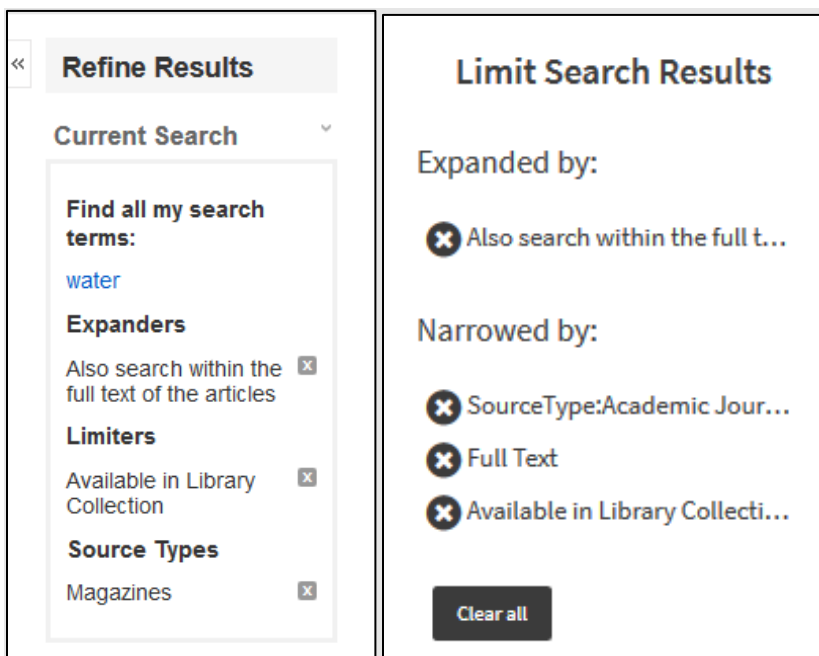 «
Refine Results
Current Search
Find all my search
terms:
water
Expanders
Also search within the
full text of the articles
Limiters
Available in Library
Collection
Source Types
Magazines
Limit Search Results
Expanded by:
Also search within the full t...
Narrowed by:
SourceType:Academic Jour...
Full Text
Available in Library Collecti...
Clear all